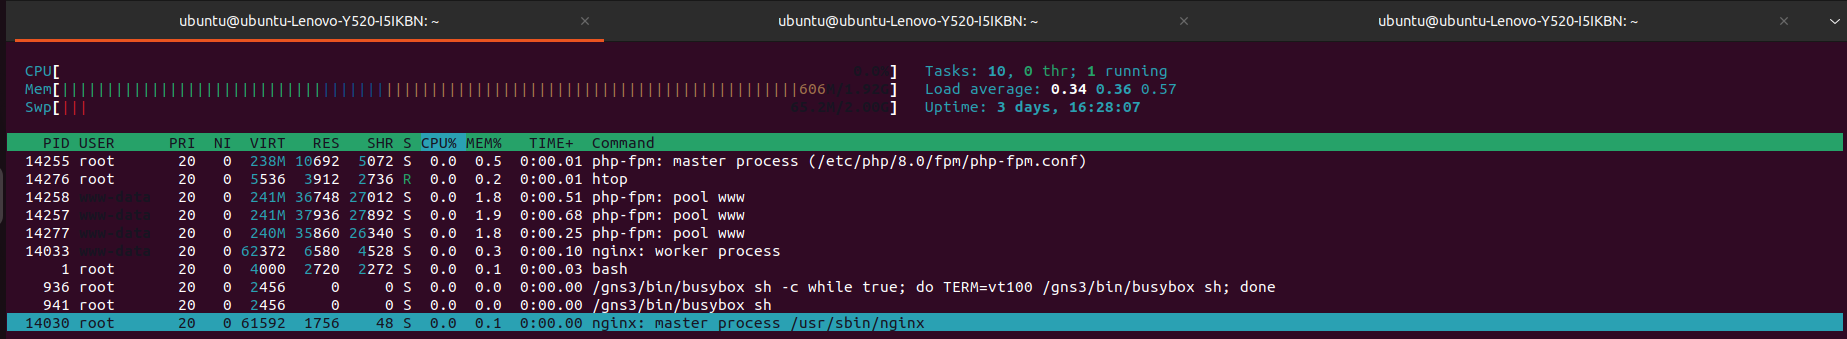 ubuntu@ubuntu-Lenovo-Y520-I5IKBN: ~ × ubuntu@ubuntu-Lenovo-Y520-I5IKBN: ~ × ubuntu@ubuntu-Lenovo-Y520-I5IKBN: ~ ×
CPU[ ] Tasks: 10, 0 thr; 1 running
Mem[|||||||||||||||||||||||||||||||||||||||||||||||||||||||||||||||||||||||||||||||||606 ] Load average: 0.34 0.36 0.57
Swp[||| ] Uptime: 3 days, 16:28:07
PID USER PRI NI VIRT RES SHR S CPU% MEM% TIME+ Command
14255 root 20 0 238M 10692 5072 S 0.0 0.5 0:00.01 php-fpm: master process (/etc/php/8.0/fpm/php-fpm.conf)
14276 root 20 0 5536 3912 2736 R 0.0 0.2 0:00.01 htop
14258 20 0 241M 36748 27012 S 0.0 1.8 0:00.51 php-fpm: pool www
14257 20 0 241M 37936 27892 S 0.0 1.9 0:00.68 php-fpm: pool www
14277 20 0 240M 35860 26340 S 0.0 1.8 0:00.25 php-fpm: pool www
14033 20 0 62372 6580 4528 S 0.0 0.3 0:00.10 nginx: worker process
1 root 20 0 4000 2720 2272 S 0.0 0.1 0:00.03 bash
936 root 20 0 2456 0 0 S 0.0 0.0 0:00.00 /gns3/bin/busybox sh -c while true; do TERM=vt100 /gns3/bin/busybox sh; done
941 root 20 0 2456 0 0 S 0.0 0.0 0:00.00 /gns3/bin/busybox sh
14030 root 20 0 61592 1756 48 S 0.0 0.1 0:00.00 nginx: master process /usr/sbin/nginx